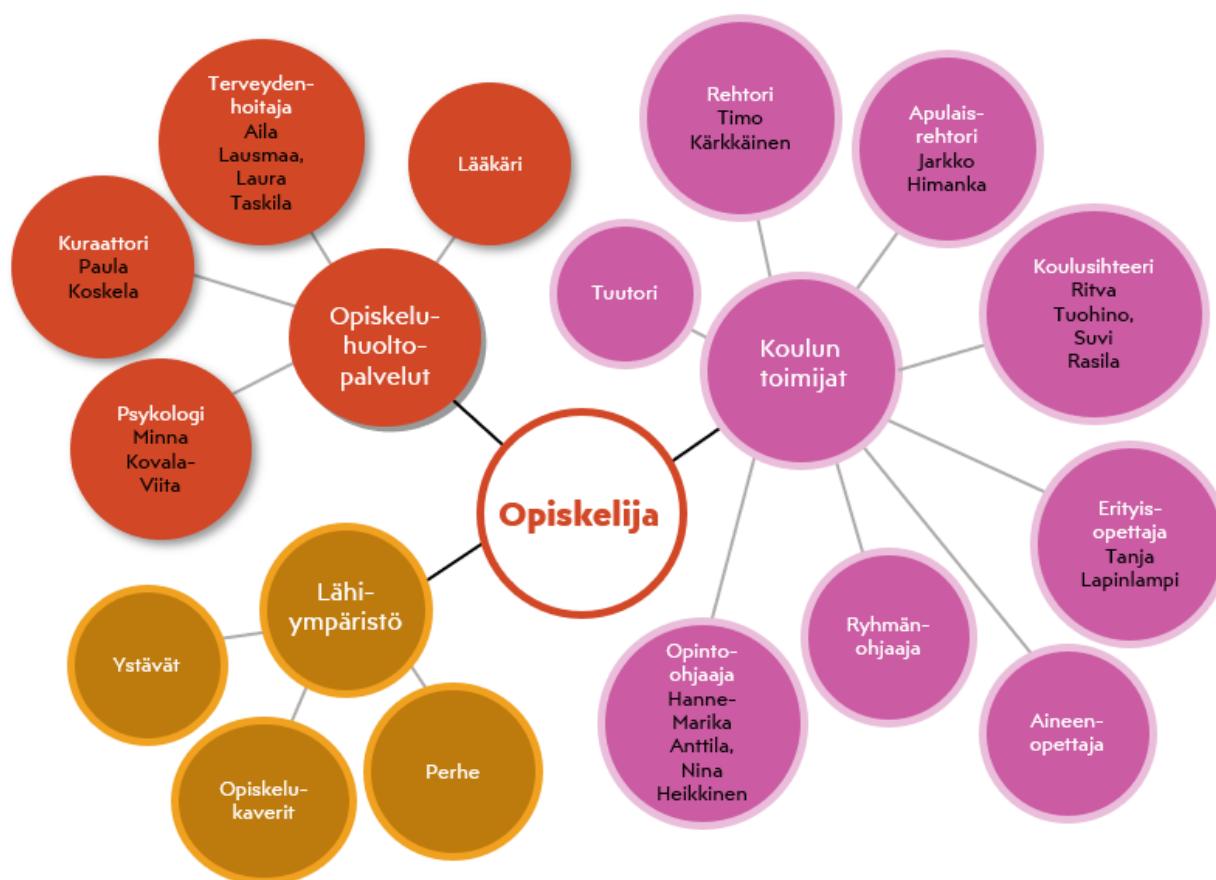 Terveyden-
hoitaja
Aila
Lausmaa,
Laura
Taskila
Lääkäri
Kuraattori
Paula
Koskela
Opiskelu-
huolto-
palvelut
Psykologi
Minna
Kovala-
Viita
Rehtori
Timo
Kärkkäinen
Apulais-
rehtori
Jarkko
Himanka
Tuutori
Koulun
toimijat
Koulusihteeri
Ritva
Tuohino,
Suvi
Rasila
Opiskelija
Erityis-
opettaja
Tanja
Lapinlampi
Lähi-
ympäristö
Ystävät
Opiskelu-
kaverit
Perhe
Opinto-
ohjaaja
Hanne-
Marika
Anttila,
Nina
Heikkinen
Ryhmän-
ohjaaja
Aineen-
opettaja